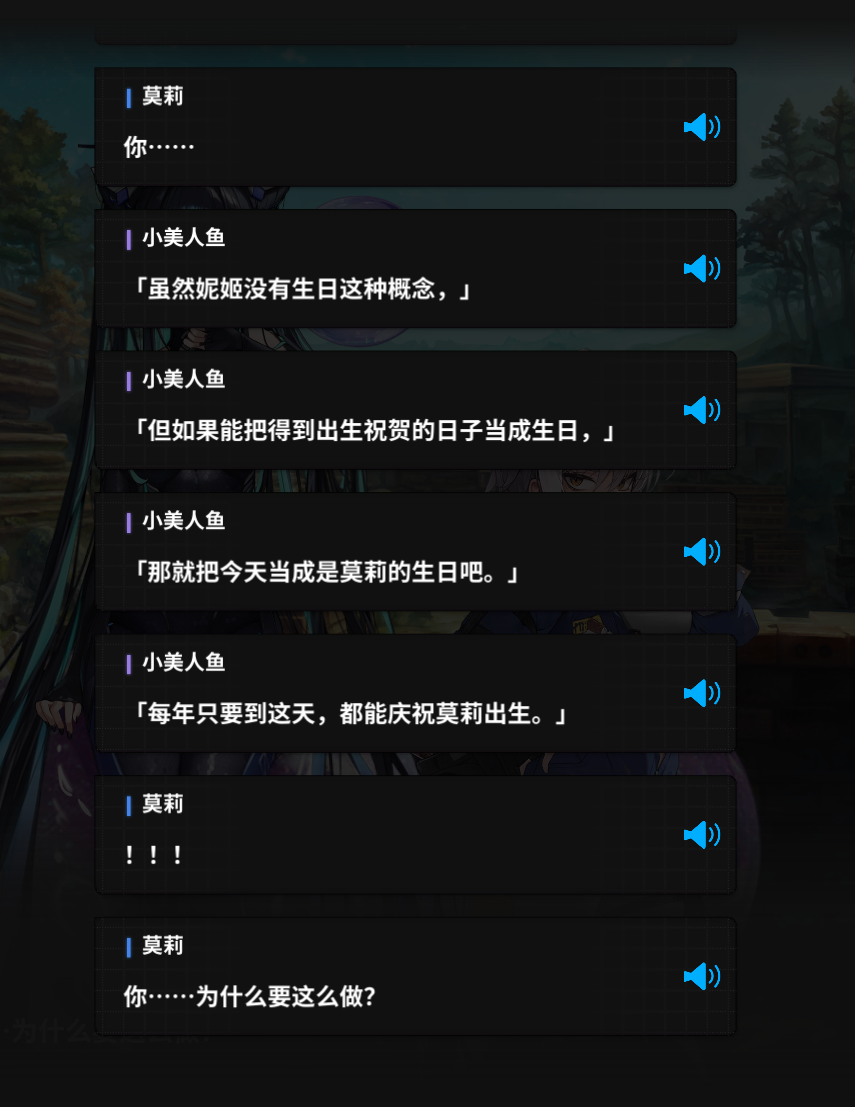 莫莉
你……
小美人鱼
「虽然妮姬没有生日这种概念，」
小美人鱼
「但如果能把得到出生祝贺的日子当成生日，」
小美人鱼
「那就把今天当成是莫莉的生日吧。」
小美人鱼
「每年只要到这天，都能庆祝莫莉出生。」
莫莉
！！！
莫莉
你……为什么要这么做？